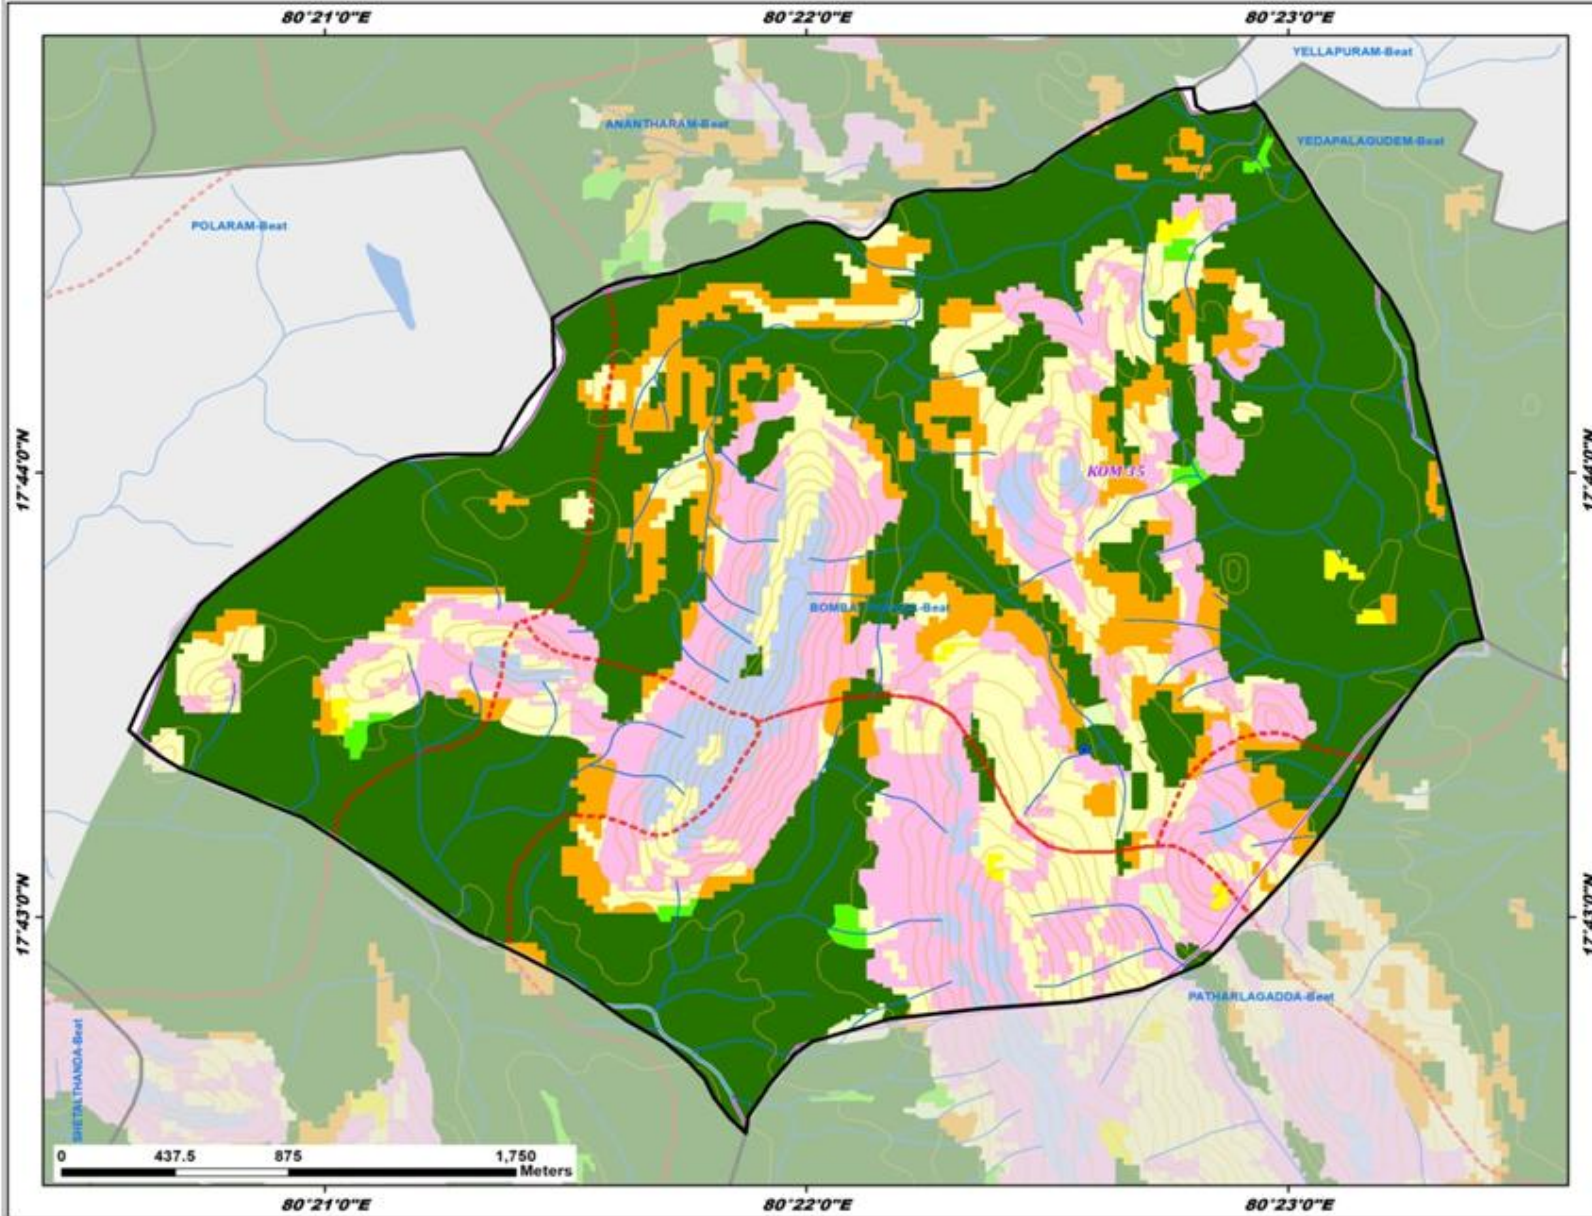 80°21'0"E 80°22'0"E 80°23'0"E
YELLAPURAM-Beat
ANANTHARAM-Beat
YEDAPALAGUDEM-Beat
POLARAM-Beat
17°44'0"N
KOM-35
17°44'0"N
-Beat
17°43'0"N
17°43'0"N
PATHARLAGADDA-Beat
SHETALTHANDA-Beat
0 437.5 875 1,750
Meters
80°21'0"E 80°22'0"E 80°23'0"E